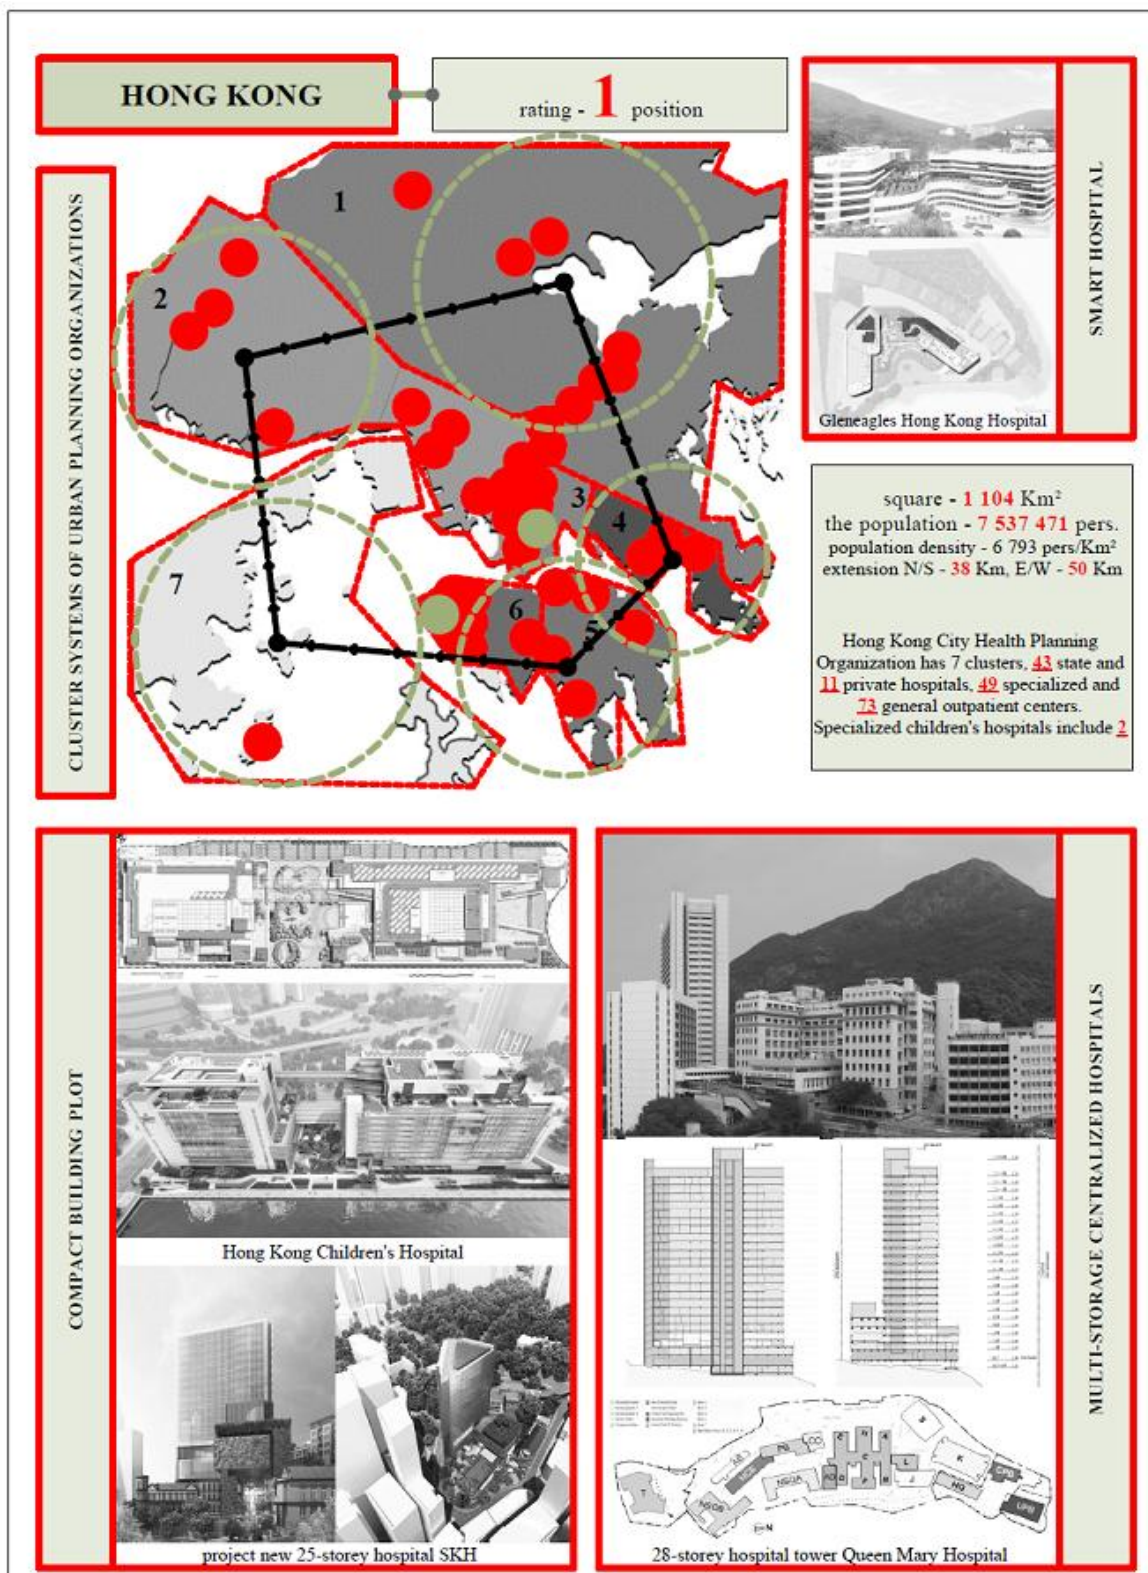 HONG KONG
rating - 1 position
CLUSTER SYSTEMS OF URBAN PLANNING ORGANIZATIONS
1
2
3
4
5
6
7
SMART HOSPITAL
Gleneagles Hong Kong Hospital
square - 1 104 Km²
the population - 7 537 471 pers.
population density - 6 793 pers/Km²
extension N/S - 38 Km, E/W - 50 Km
Hong Kong City Health Planning
Organization has 7 clusters, 43 state and
11 private hospitals, 49 specialized and
73 general outpatient centers.
Specialized children's hospitals include 2
COMPACT BUILDING PLOT
Hong Kong Children's Hospital
project new 25-storey hospital SKH
MULTI-STORAGE CENTRALIZED HOSPITALS
T
K
L
J
HQ
N
28-storey hospital tower Queen Mary Hospital